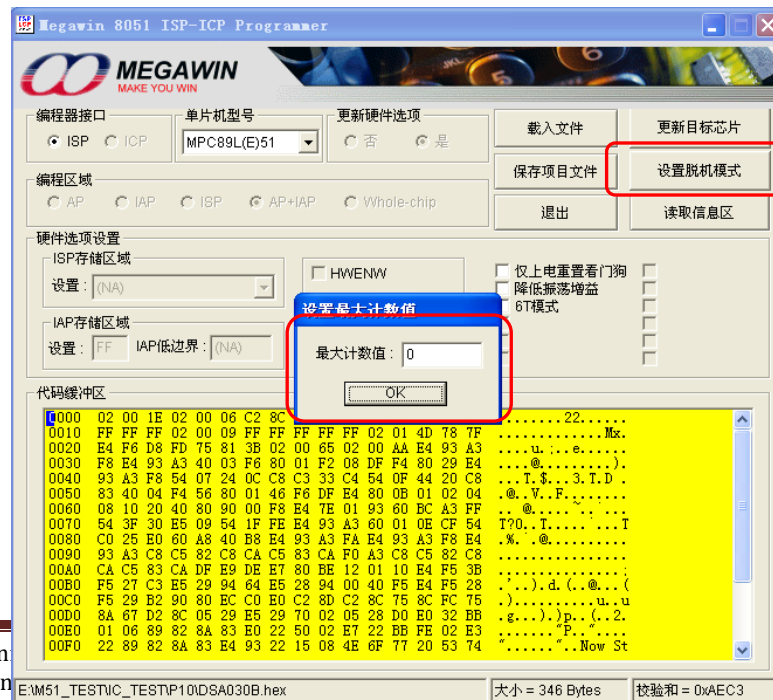 Megawin 8051 ISP-ICP Programmer
MEGAWIN
MAKE YOU WIN
编程器接口
ISP ICP
单片机型号
MPC89L(E)51
更新硬件选项
否 是
载入文件
更新目标芯片
保存项目文件
设置脱机模式
退出
读取信息区
编程区域
AP IAP ISP AP+IAP Whole-chip
硬件选项设置
ISP存储区域
设置： (NA)
HWENW
仅上电重置看门狗
降低振荡增益
6T模式
IAP存储区域
设置： FF IAP低边界： (NA)
设置最大计数值
最大计数值： 0
OK
代码缓冲区
0000 02 00 1E 02 00 06 C2 8C ........22......
0010 FF FF FF 02 00 09 FF FF FF FF FF FF 02 01 4D 78 7F .............Mx.
0020 E4 F6 D8 FD 75 81 3B 02 00 65 02 00 AA E4 93 A3 ....u.;..e......
0030 F8 E4 93 A3 40 03 F6 80 01 F2 08 DF F4 80 29 E4 ....@.........).
0040 93 A3 F8 54 07 24 0C C8 C3 33 C4 54 0F 44 20 C8 ...T.$...3.T.D .
0050 83 40 04 F4 56 80 01 46 F6 DF E4 80 0B 01 02 04 .@..V..F........
0060 08 10 20 40 80 90 00 F8 E4 7E 01 93 60 BC A3 FF .. @.....~..`...
0070 54 3F 30 E5 09 54 1F FE E4 93 A3 60 01 0E CF 54 T?0..T.....`...T
0080 C0 25 E0 60 A8 40 B8 E4 93 A3 FA E4 93 A3 F8 E4 .%.`.@..........
0090 93 A3 C8 C5 82 C8 CA C5 83 CA F0 A3 C8 C5 82 C8 ................
00A0 CA C5 83 CA DF E9 DE E7 80 BE 12 01 10 E4 F5 3B ...............;
00B0 F5 27 C3 E5 29 94 64 E5 28 94 00 40 F5 E4 F5 28 .'..).d.(..@...(
00C0 F5 29 B2 90 80 EC C0 E0 C2 8D C2 8C 75 8C FC 75 .)..........u..u
00D0 8A 67 D2 8C 05 29 E5 29 70 02 05 28 D0 E0 32 BB .g...).)p..(..2.
00E0 01 06 89 82 8A 83 E0 22 50 02 E7 22 BB FE 02 E3 ......."P.."....
00F0 22 89 82 8A 83 E4 93 22 15 08 4E 6F 77 20 53 74 "......"..Now St
E:\M51_TEST\IC_TEST\P10\DSA030B.hex
大小 = 346 Bytes
校验和 = 0xAEC3